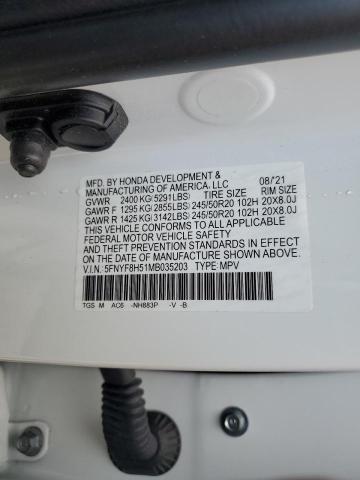 MFD. BY HONDA DEVELOPMENT & 08/'21
MANUFACTURING OF AMERICA, LLC
GVWR 2400 KG(5291LBS) TIRE SIZE RIM SIZE
GAWR F 1295 KG(2855LBS) 245/50R20 102H 20X8.0J
GAWR R 1425 KG(3142LBS) 245/50R20 102H 20X8.0J
THIS VEHICLE CONFORMS TO ALL APPLICABLE
FEDERAL MOTOR VEHICLE SAFETY
AND THEFT PREVENTION STANDARDS IN EFFECT
ON THE DATE OF MANUFACTURE SHOWN ABOVE.
V.I.N. 5FNYF8H51MB035203 TYPE: MPV
TGS M AC6 -NH883P -V -B